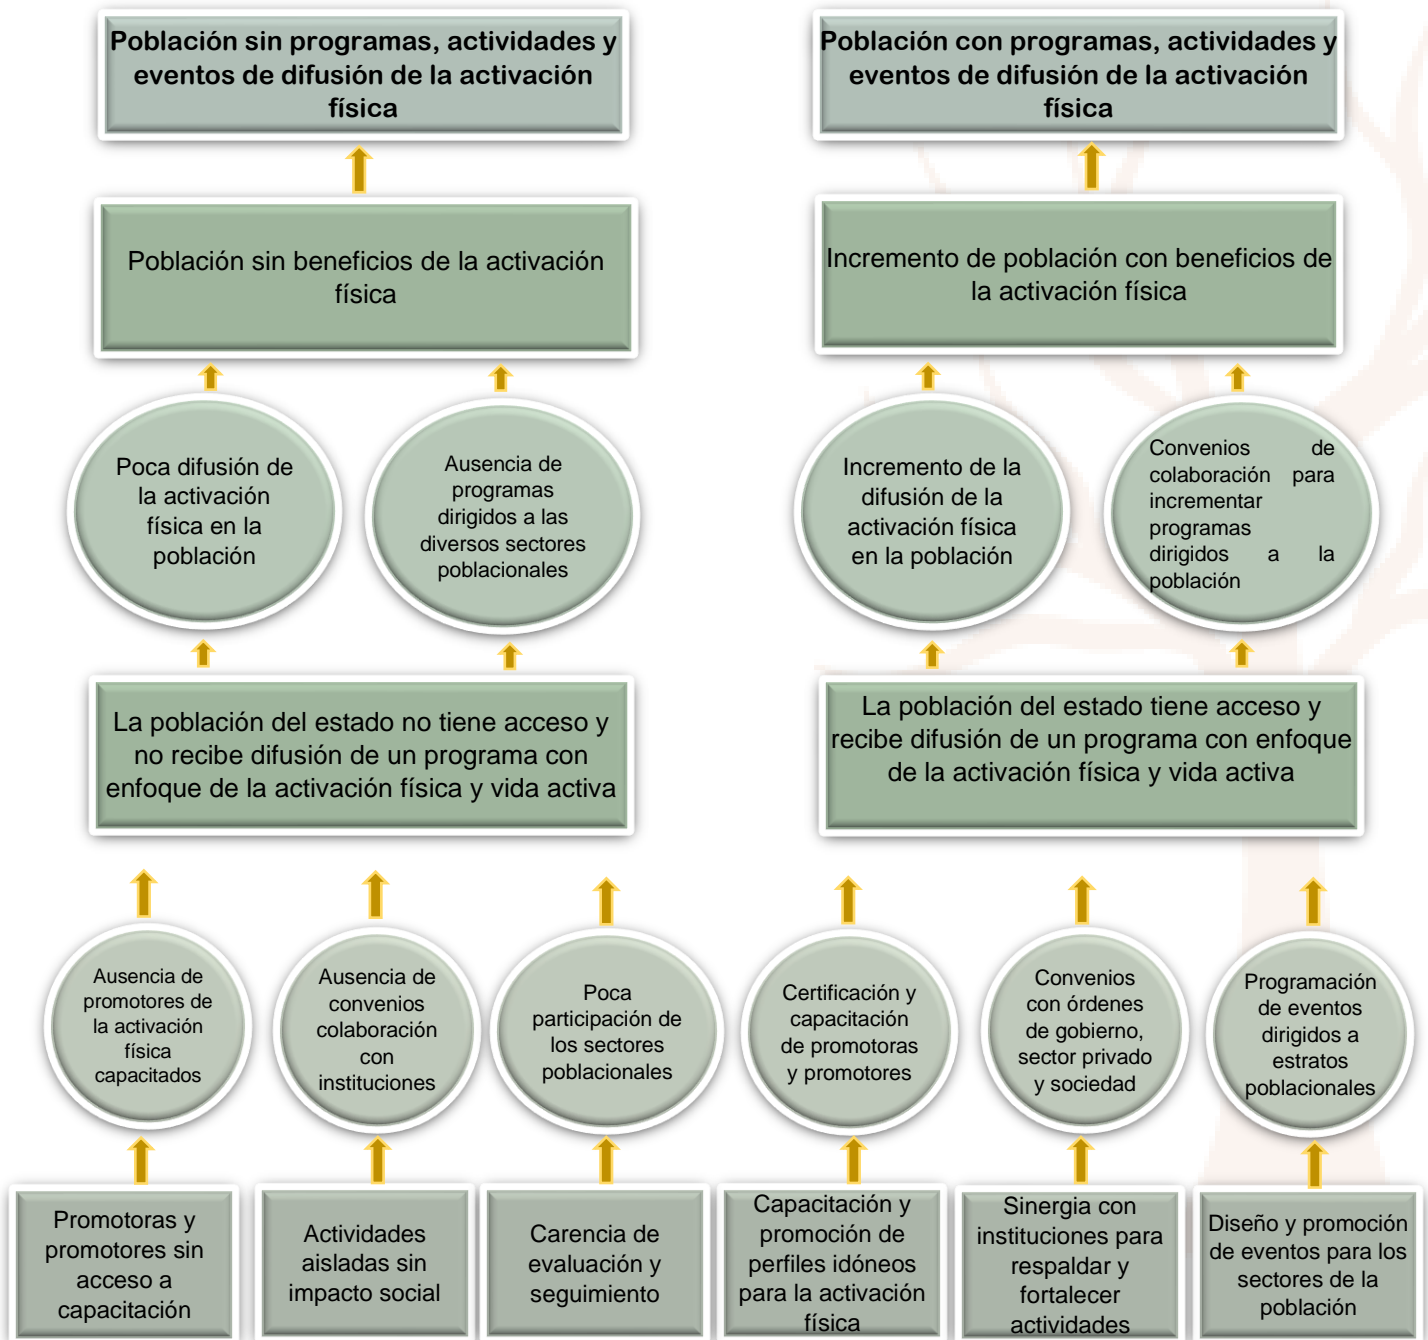 Población sin programas, actividades y
eventos de difusión de la activación
física
Población con programas, actividades y
eventos de difusión de la activación
física
Población sin beneficios de la activación
física
Incremento de población con beneficios de
la activación física
Poca difusión de
la activación
física en la
población
Ausencia de
programas
dirigidos a las
diversos sectores
poblacionales
Incremento de la
difusión de la
activación física
en la población
Convenios de
colaboración para
incrementar
programas
dirigidos a la
población
La población del estado no tiene acceso y
no recibe difusión de un programa con
enfoque de la activación física y vida activa
La población del estado tiene acceso y
recibe difusión de un programa con enfoque
de la activación física y vida activa
Ausencia de
promotores de
la activación
física
capacitados
Ausencia de
convenios
colaboración
con
instituciones
Poca
participación de
los sectores
poblacionales
Certificación y
capacitación
de promotoras
y promotores
Convenios
con órdenes
de gobierno,
sector privado
y sociedad
Programación
de eventos
dirigidos a
estratos
poblacionales
Promotoras y
promotores sin
acceso a
capacitación
Actividades
aisladas sin
impacto social
Carencia de
evaluación y
seguimiento
Capacitación y
promoción de
perfiles idóneos
para la activación
física
Sinergia con
instituciones para
respaldar y
fortalecer
actividades
Diseño y promoción
de eventos para los
sectores de la
población